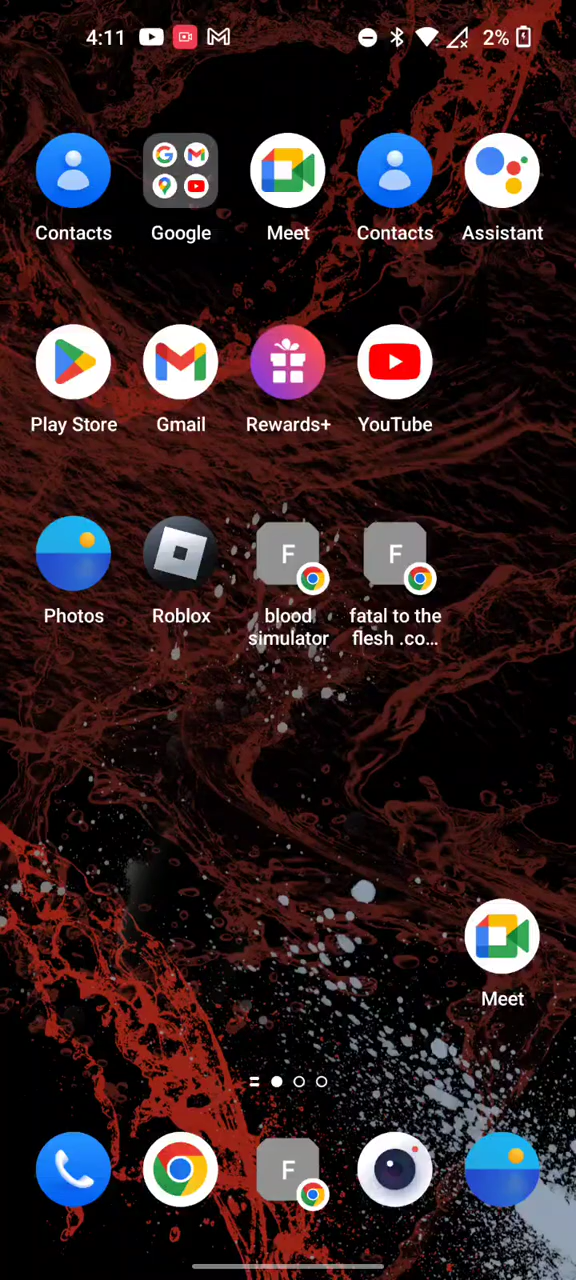 4:11
2%
Contacts
Google
Meet
Contacts
Assistant
Play Store
Gmail
Rewards+
YouTube
Photos
Roblox
F
blood
simulator
F
fatal to the
flesh .co...
Meet
F